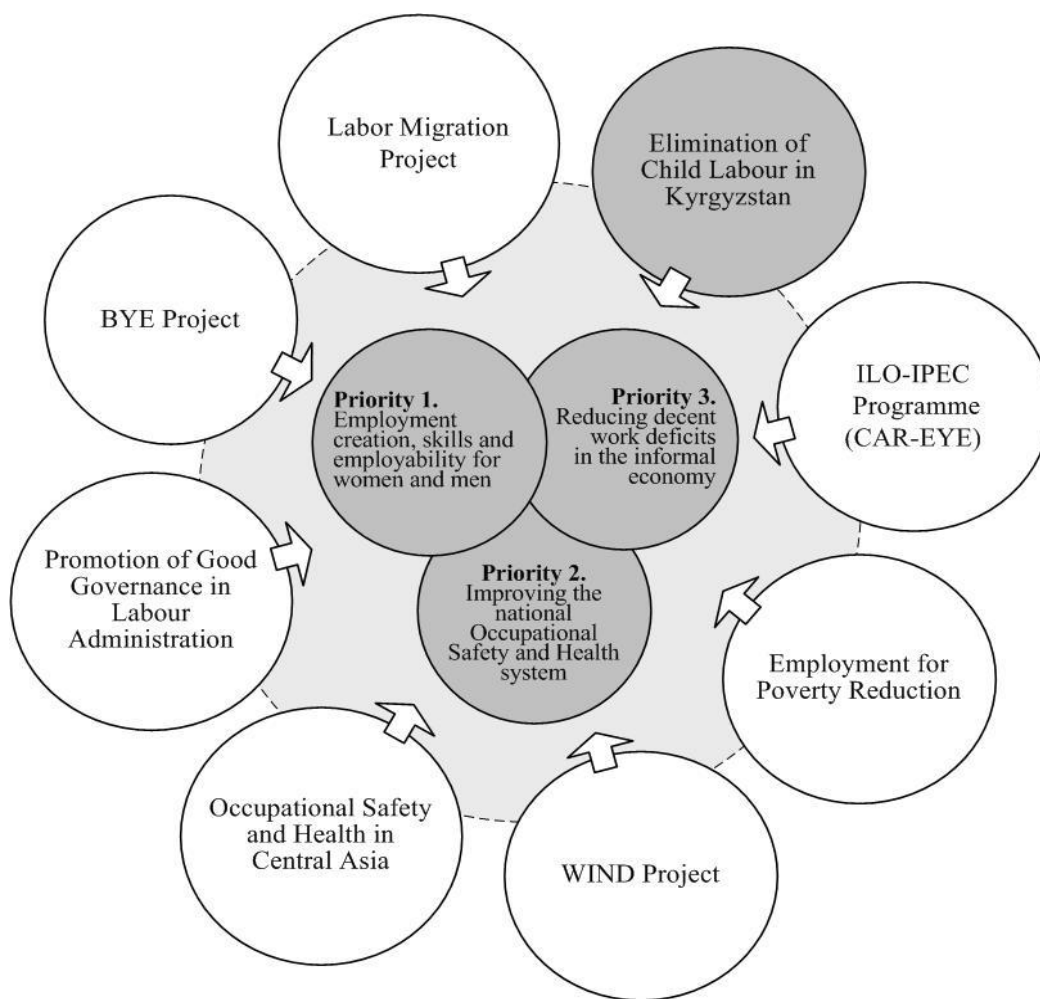 Labor Migration
Project
Elimination of
Child Labour in
Kyrgyzstan
BYE Project
ILO-IPEC
Programme
(CAR-EYE)
Priority 1.
Employment
creation, skills and
employability for
women and men
Priority 3.
Reducing decent
work deficits
in the informal
economy
Priority 2.
Improving the
national
Occupational
Safety and Health
system
Promotion of Good
Governance in
Labour
Administration
Employment for
Poverty Reduction
Occupational Safety
and Health in
Central Asia
WIND Project